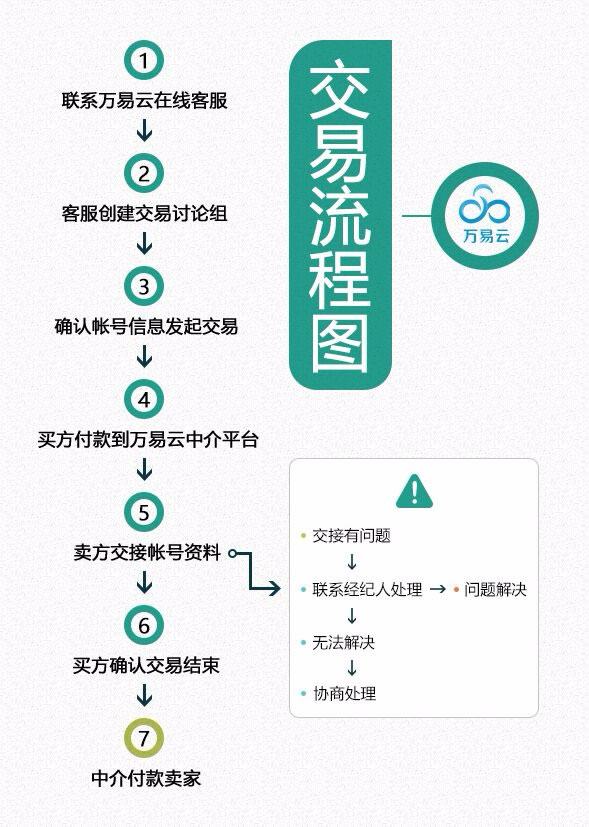 交易流程图
万易云
1
联系万易云在线客服
2
客服创建交易讨论组
3
确认帐号信息发起交易
4
买方付款到万易云中介平台
5
卖方交接帐号资料
6
买方确认交易结束
7
中介付款卖家
交接有问题
联系经纪人处理 → 问题解决
无法解决
协商处理